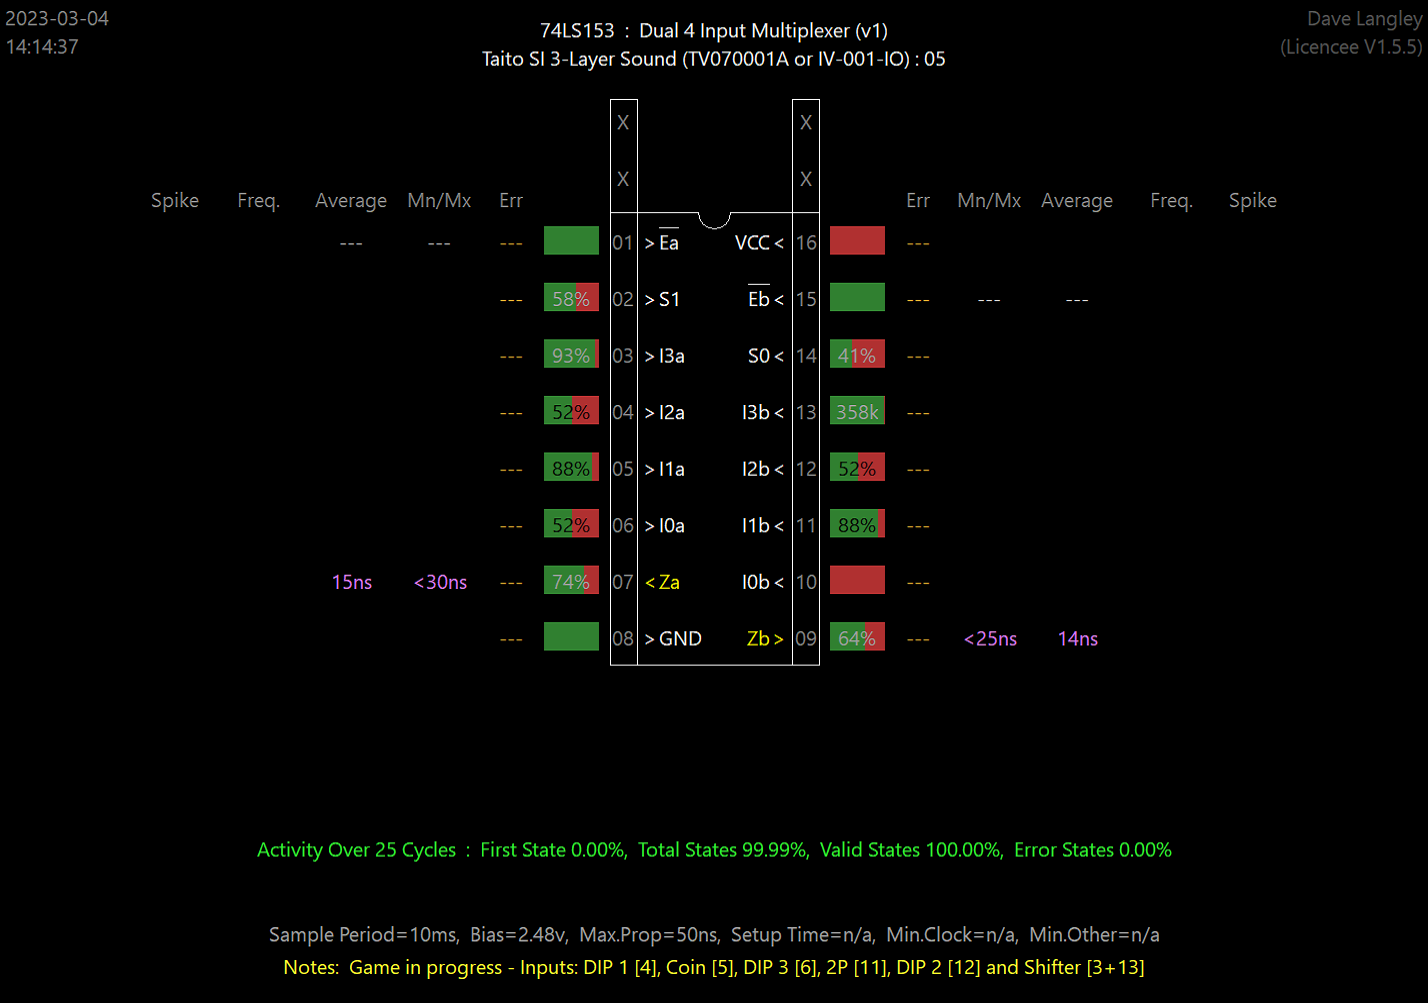 2023-03-04
14:14:37
74LS153 : Dual 4 Input Multiplexer (v1)
Taito SI 3-Layer Sound (TV070001A or IV-001-IO) : 05
Dave Langley
(Licencee V1.5.5)
X X
X X
Spike Freq. Average Mn/Mx Err Err Mn/Mx Average Freq. Spike
--- --- --- 01 > Ea VCC < 16 ---
--- 58% 02 > S1 Eb < 15 --- --- ---
--- 93% 03 > I3a S0 < 14 41% ---
--- 52% 04 > I2a I3b < 13 358k ---
--- 88% 05 > I1a I2b < 12 52% ---
--- 52% 06 > I0a I1b < 11 88% ---
15ns <30ns --- 74% 07 < Za I0b < 10 ---
--- 08 > GND Zb > 09 64% --- <25ns 14ns
Activity Over 25 Cycles : First State 0.00%, Total States 99.99%, Valid States 100.00%, Error States 0.00%
Sample Period=10ms, Bias=2.48v, Max.Prop=50ns, Setup Time=n/a, Min.Clock=n/a, Min.Other=n/a
Notes: Game in progress - Inputs: DIP 1 [4], Coin [5], DIP 3 [6], 2P [11], DIP 2 [12] and Shifter [3+13]